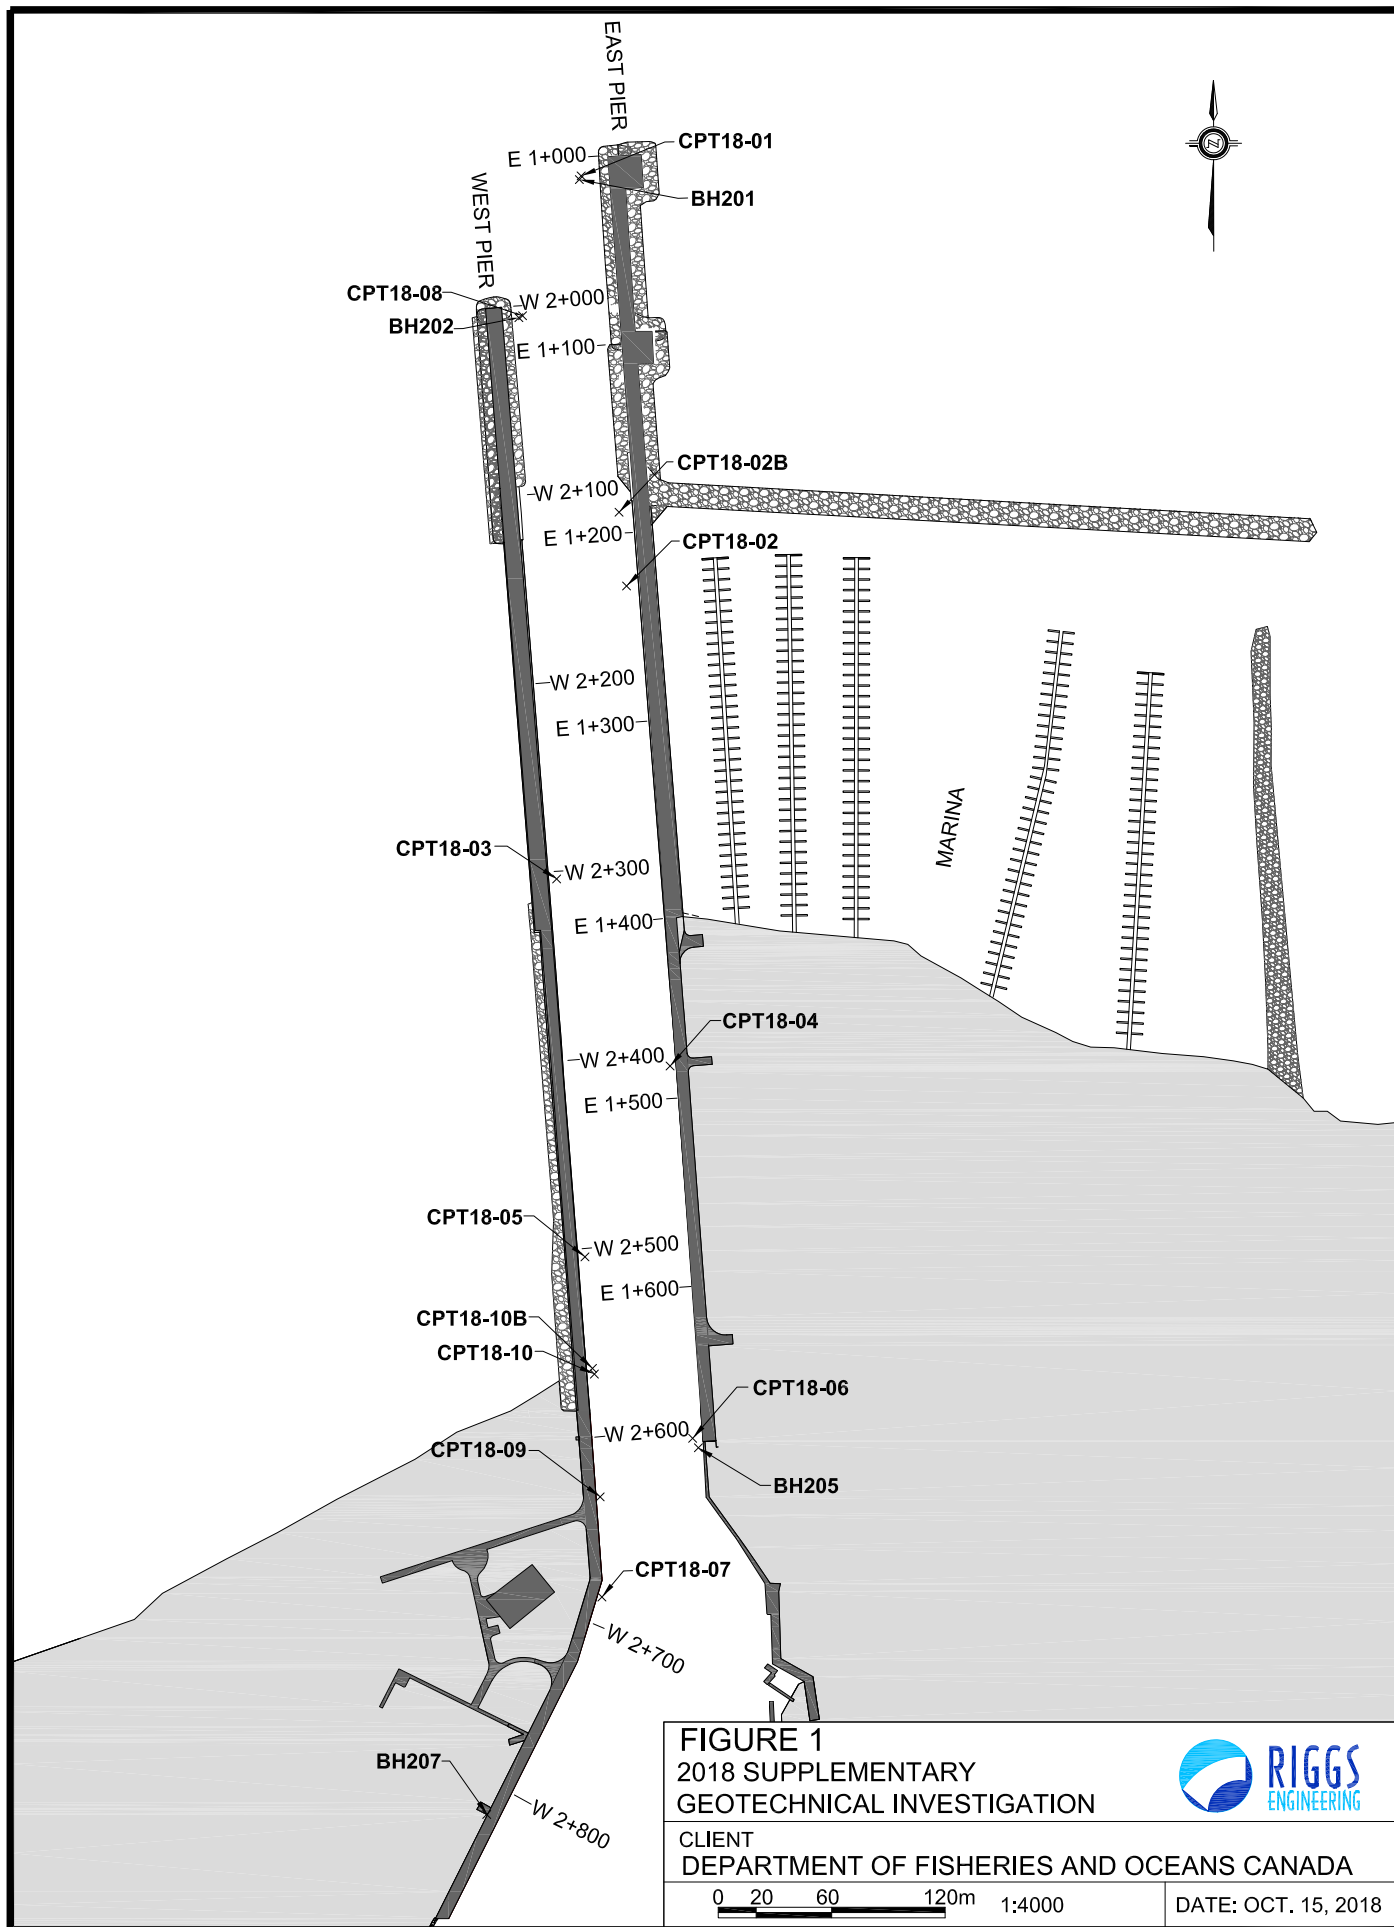 EAST PIER
E 1+000
CPT18-01
BH201
WEST PIER
N
CPT18-08
W 2+000
BH202
E 1+100
CPT18-02B
W 2+100
E 1+200
CPT18-02
W 2+200
E 1+300
MARINA
CPT18-03
W 2+300
E 1+400
CPT18-04
W 2+400
E 1+500
CPT18-05
W 2+500
E 1+600
CPT18-10B
CPT18-10
CPT18-06
W 2+600
CPT18-09
BH205
CPT18-07
W 2+700
BH207
W 2+800
FIGURE 1
2018 SUPPLEMENTARY
GEOTECHNICAL INVESTIGATION
RIGGS
ENGINEERING
CLIENT
DEPARTMENT OF FISHERIES AND OCEANS CANADA
0 20 60 120m 1:4000
DATE: OCT. 15, 2018